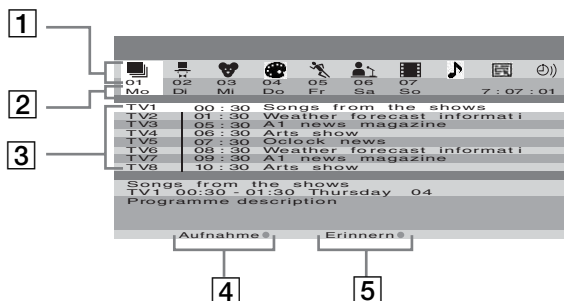 1
01 02 03 04 05 06 07
2
Mo Di Mi Do Fr Sa So 7 : 07 : 01
3
TV1 00 : 30 Songs from the shows
TV2 01 : 30 Weather forecast informati
TV3 05 : 30 A1 news magazine
TV4 06 : 30 Arts show
TV5 07 : 30 Oclock news
TV6 08 : 30 Weather forecast informati
TV7 09 : 30 A1 news magazine
TV8 10 : 30 Arts show
Songs from the shows
TV1 00:30 - 01:30 Thursday 04
Programme description
Aufnahme Erinnern
4 5